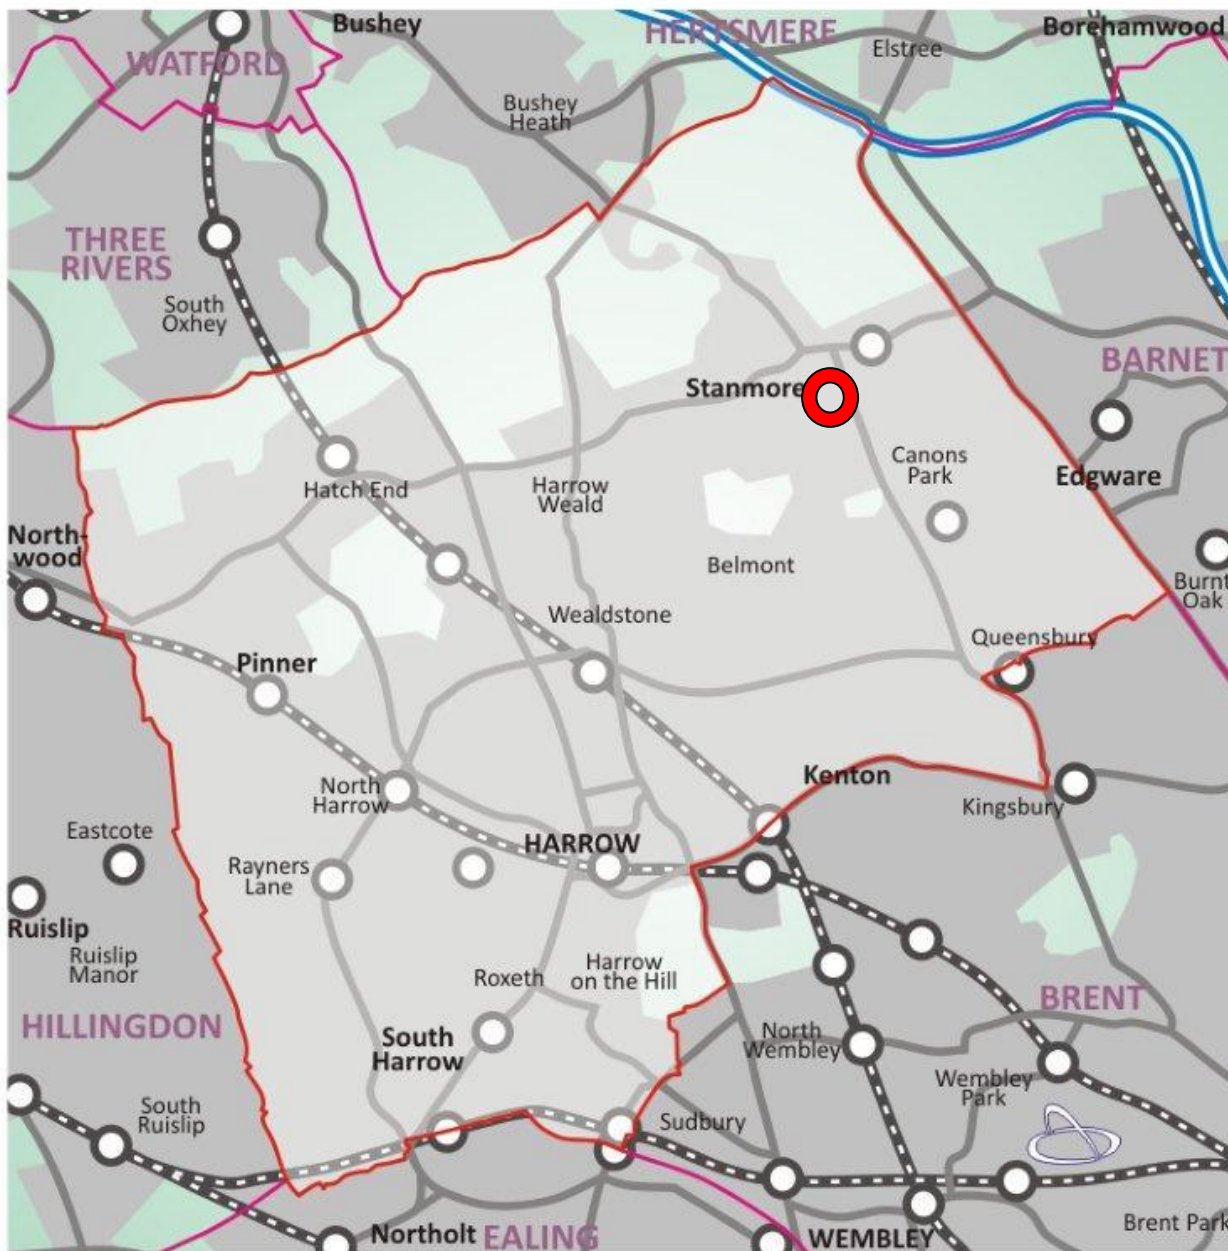 Bushey
HERTSMERE
Borehamwood
Elstree
WATFORD
Bushey
Heath
THREE
RIVERS
South
Oxhey
BARNET
Stanmore
Canons
Park
Edgware
Hatch End
Harrow
Weald
North-
wood
Belmont
Burnt
Oak
Wealdstone
Queensbury
Pinner
Kenton
North
Harrow
Kingsbury
Eastcote
HARROW
Rayners
Lane
Ruislip
Ruislip
Manor
Roxeth
Harrow
on the Hill
BRENT
HILLINGDON
South
Harrow
North
Wembley
Wembley
Park
South
Ruislip
Sudbury
Northolt
EALING
WEMBLEY
Brent Park